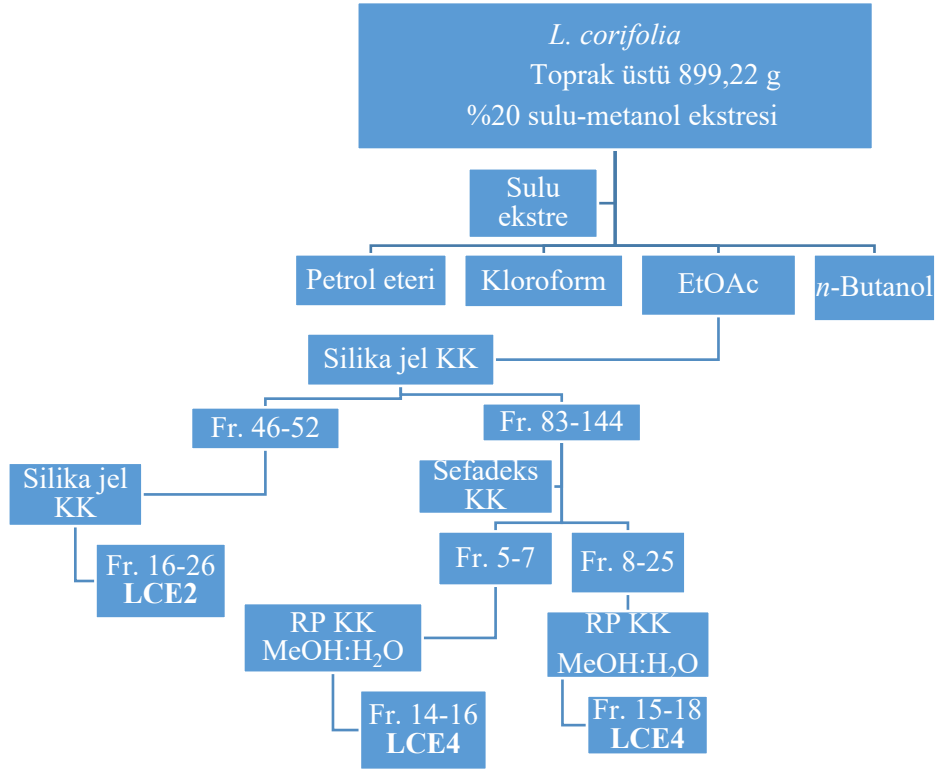 L. corifolia
Toprak üstü 899,22 g
%20 sulu-metanol ekstresi
Sulu
ekstre
Petrol eteri
Kloroform
EtOAc
n-Butanol
Silika jel KK
Fr. 46-52
Fr. 83-144
Silika jel
KK
Sefadeks
KK
Fr. 16-26
LCE2
Fr. 5-7
Fr. 8-25
RP KK
MeOH:H₂O
RP KK
MeOH:H₂O
Fr. 14-16
LCE4
Fr. 15-18
LCE4